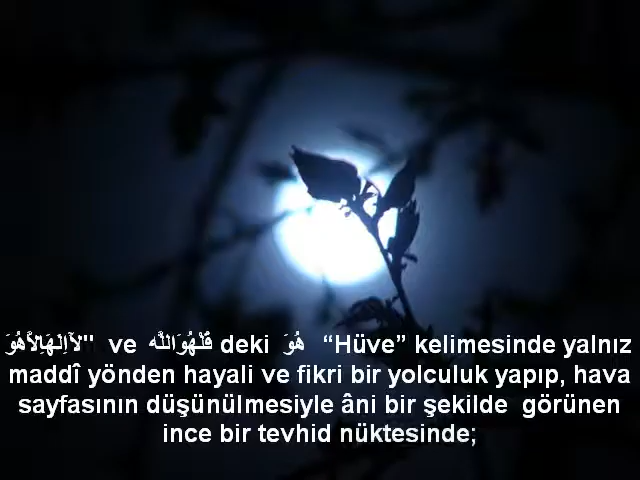 "لَآاِلٰهَاِلَّاهُوَ ve قُلْهُوَاللّٰه deki هُوَ “Hüve” kelimesinde yalnız
maddî yönden hayali ve fikri bir yolculuk yapıp, hava
sayfasının düşünülmesiyle âni bir şekilde görünen
ince bir tevhid nüktesinde;